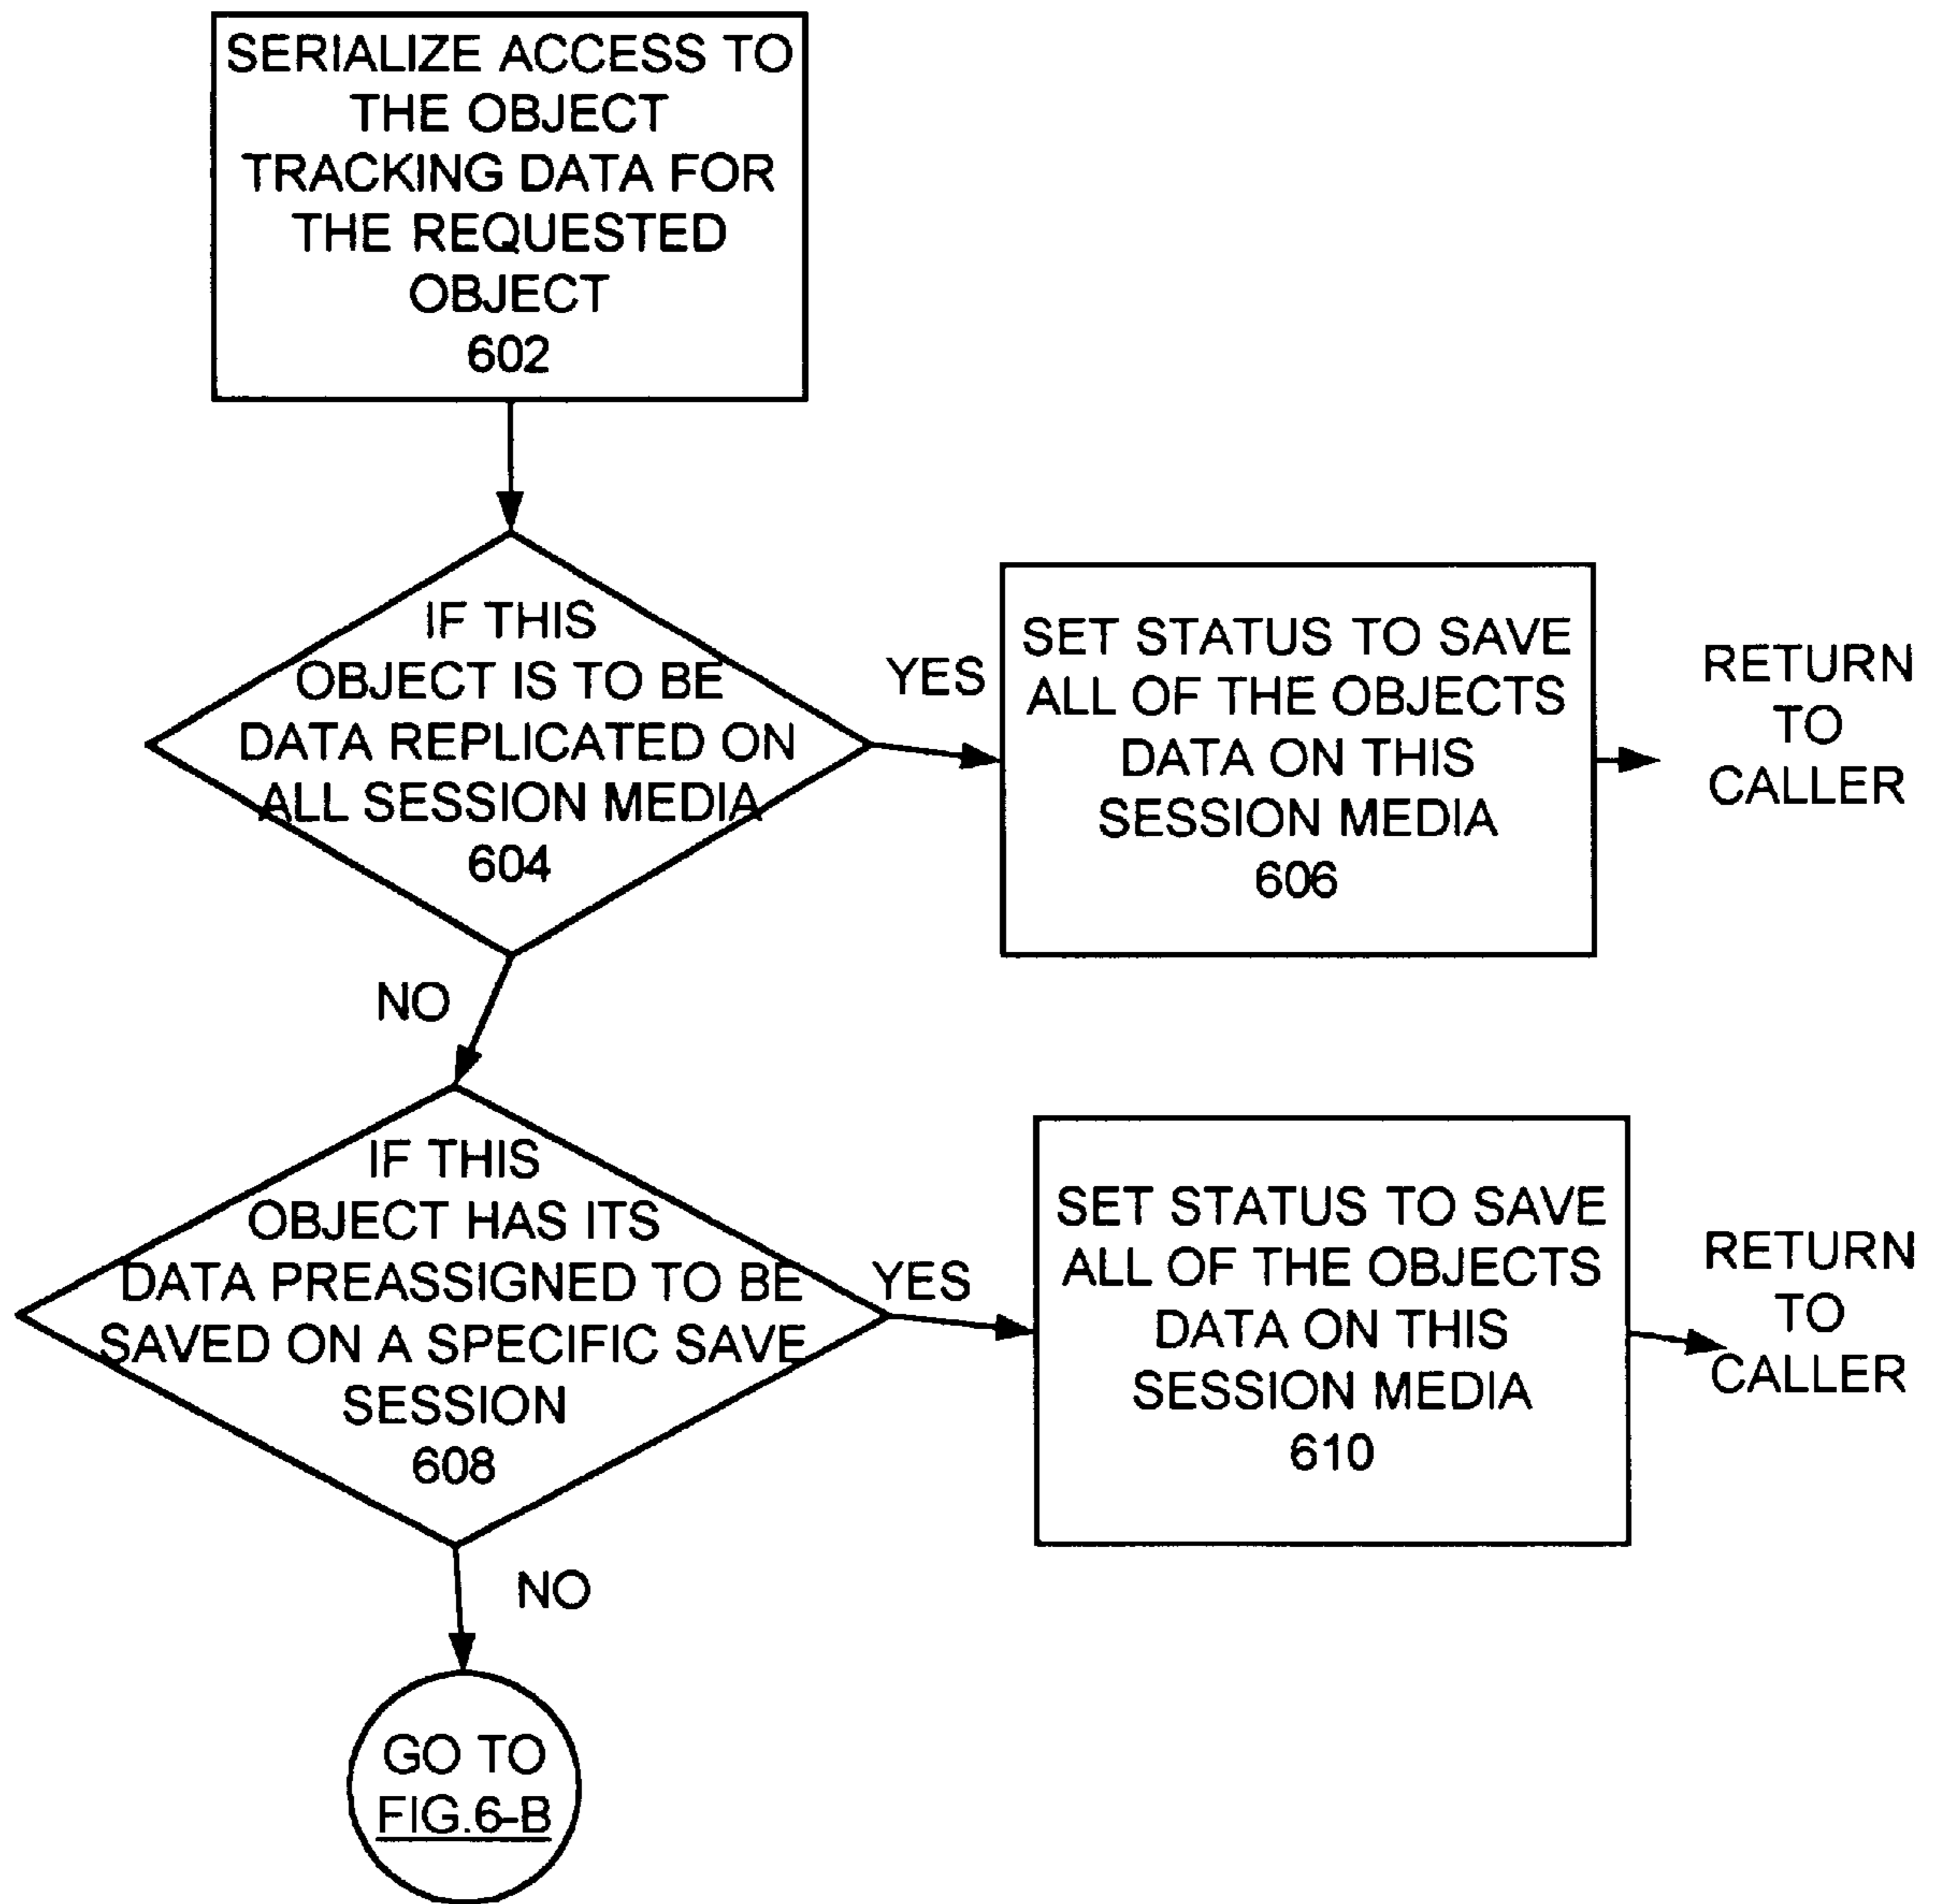 SERIALIZE ACCESS TO
THE OBJECT
TRACKING DATA FOR
THE REQUESTED
OBJECT
602
IF THIS
OBJECT IS TO BE
DATA REPLICATED ON
ALL SESSION MEDIA
604
YES
SET STATUS TO SAVE
ALL OF THE OBJECTS
DATA ON THIS
SESSION MEDIA
606
RETURN
TO
CALLER
NO
IF THIS
OBJECT HAS ITS
DATA PREASSIGNED TO BE
SAVED ON A SPECIFIC SAVE
SESSION
608
YES
SET STATUS TO SAVE
ALL OF THE OBJECTS
DATA ON THIS
SESSION MEDIA
610
RETURN
TO
CALLER
NO
GO TO
FIG.6-B